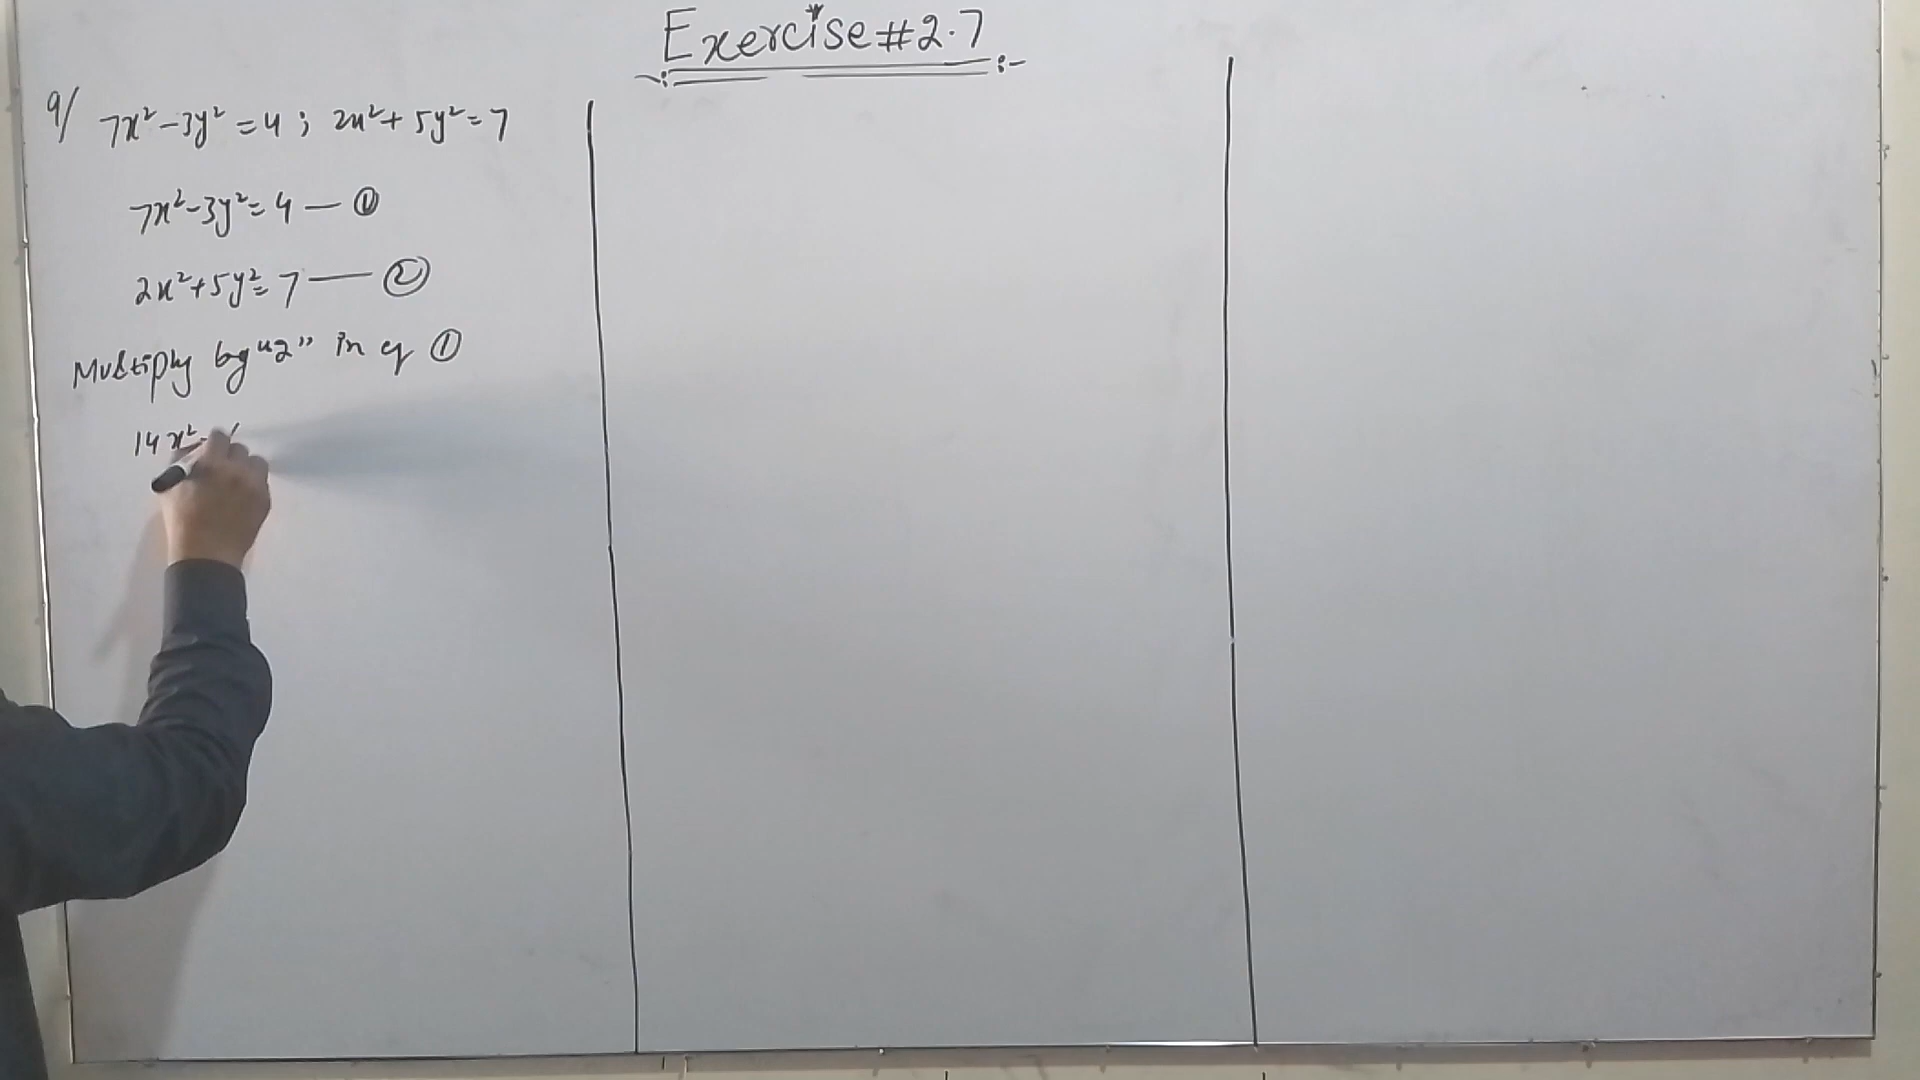 Exercise #2.7
9/ 7x² - 3y² = 4 ; 2x² + 5y² = 7
7x² - 3y² = 4 — ①
2x² + 5y² = 7 — ②
Multiply by "2" in eq ①
14x² -